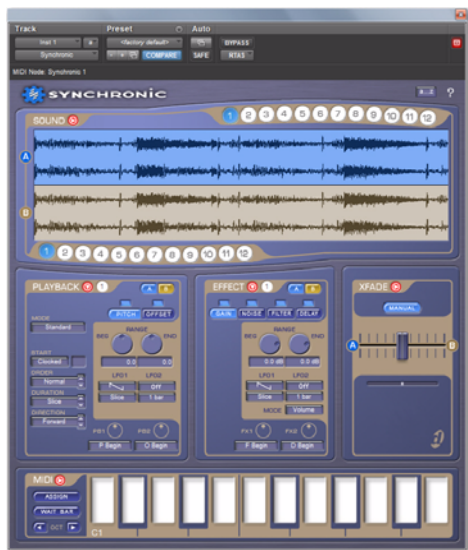 Track Preset Auto
Inst 1 a <factory default> BYPASS
Synchronic - + COMPARE SAFE RTAS
MIDI Node: Synchronic 1
SYNCHRONIC ?
SOUND 1 2 3 4 5 6 7 8 9 10 11 12
A
B
1 2 3 4 5 6 7 8 9 10 11 12
PLAYBACK 1 A B
PITCH OFFSET
MODE
Standard
RANGE
BEG END
0.0 0.0
START
Clocked
ORDER
Normal
DURATION
Slice
DIRECTION
Forward
LFO1 LFO2
Off
Slice 1 bar
PB1 PB2
P Begin O Begin
EFFECT 1 A B
GAIN NOISE FILTER DELAY
RANGE
BEG END
0.0 dB 0.0 dB
LFO1 LFO2
Off
Slice 1 bar
MODE Volume
FX1 FX2
P Begin O Begin
XFADE
MANUAL
A B
MIDI
ASSIGN
WAIT BAR
OCT
C1